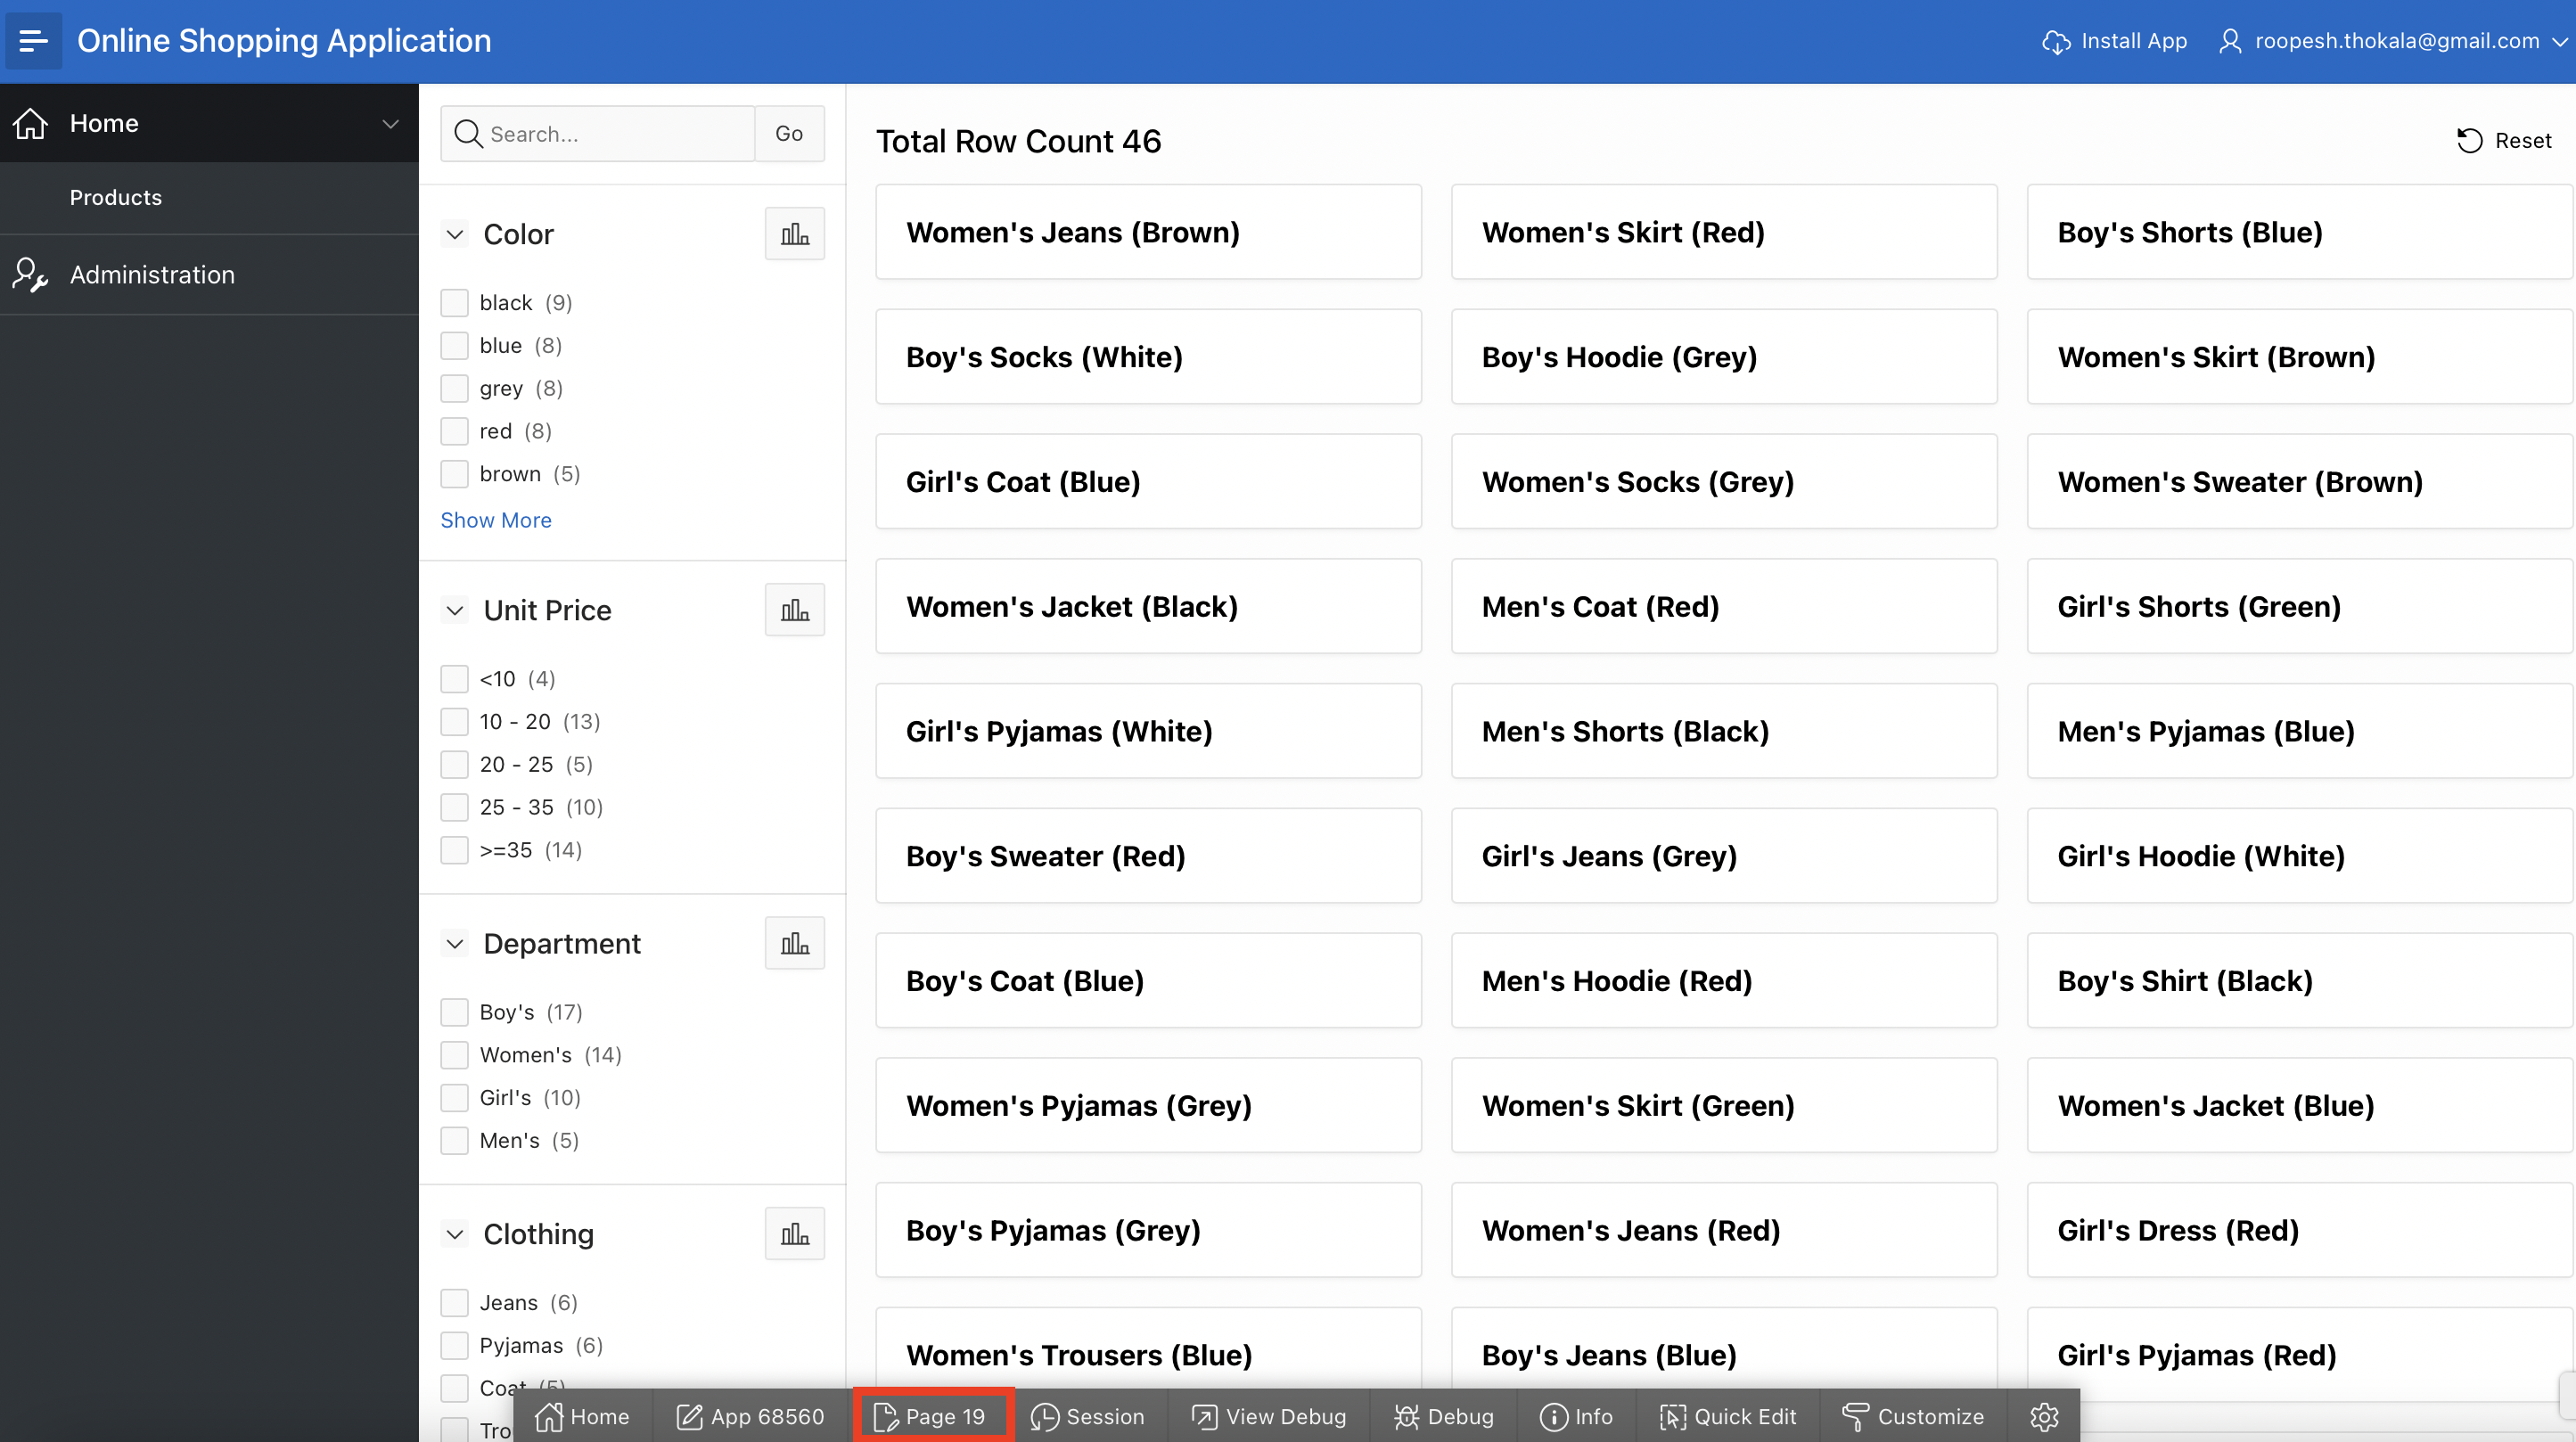 Online Shopping Application
Install App
roopesh.thokala@gmail.com
Home
Products
Administration
Search...
Go
Color
black (9)
blue (8)
grey (8)
red (8)
brown (5)
Show More
Unit Price
<10 (4)
10 - 20 (13)
20 - 25 (5)
25 - 35 (10)
>=35 (14)
Department
Boy's (17)
Women's (14)
Girl's (10)
Men's (5)
Clothing
Jeans (6)
Pyjamas (6)
Coat (5)
Total Row Count 46
Reset
Women's Jeans (Brown)
Women's Skirt (Red)
Boy's Shorts (Blue)
Boy's Socks (White)
Boy's Hoodie (Grey)
Women's Skirt (Brown)
Girl's Coat (Blue)
Women's Socks (Grey)
Women's Sweater (Brown)
Women's Jacket (Black)
Men's Coat (Red)
Girl's Shorts (Green)
Girl's Pyjamas (White)
Men's Shorts (Black)
Men's Pyjamas (Blue)
Boy's Sweater (Red)
Girl's Jeans (Grey)
Girl's Hoodie (White)
Boy's Coat (Blue)
Men's Hoodie (Red)
Boy's Shirt (Black)
Women's Pyjamas (Grey)
Women's Skirt (Green)
Women's Jacket (Blue)
Boy's Pyjamas (Grey)
Women's Jeans (Red)
Girl's Dress (Red)
Women's Trousers (Blue)
Boy's Jeans (Blue)
Girl's Pyjamas (Red)
Home
App 68560
Page 19
Session
View Debug
Debug
Info
Quick Edit
Customize